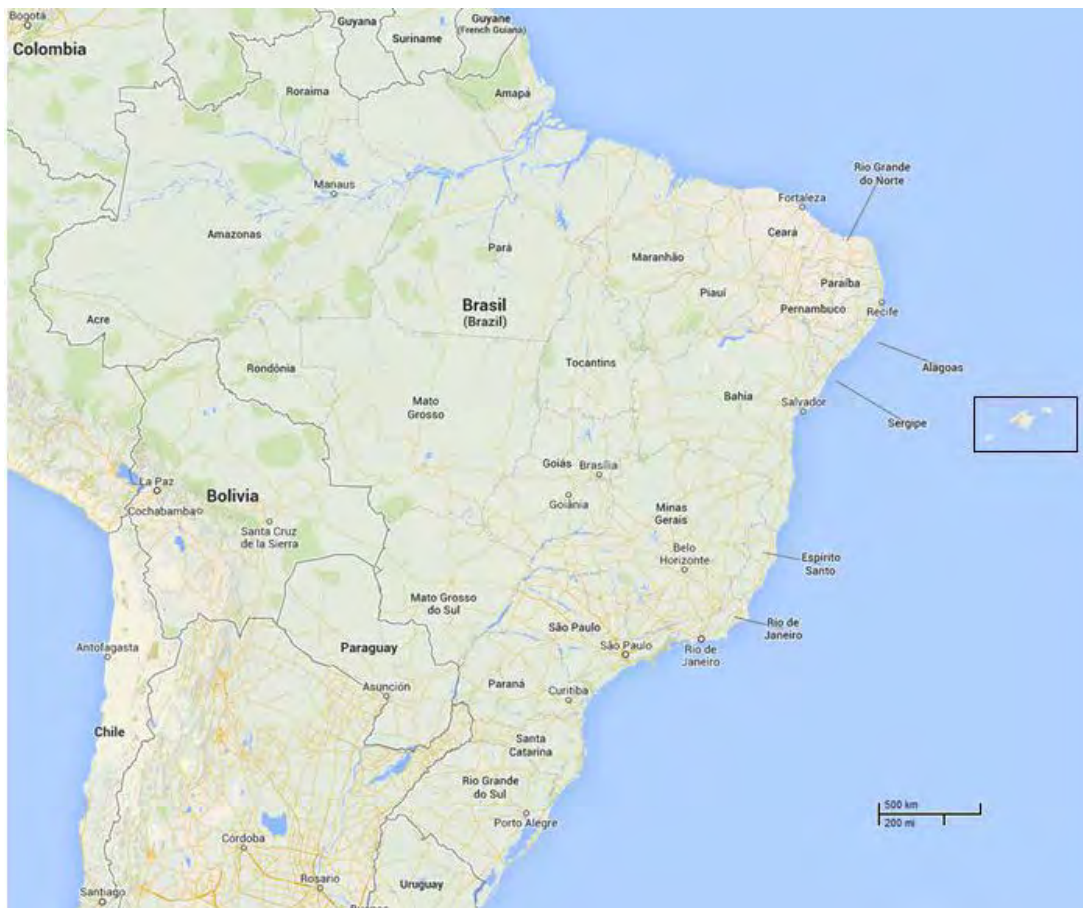 Bogotá
Colombia
Guyana
Suriname
Guyane
(French Guiana)
Roraima
Amapá
Manaus
Amazonas
Pará
Maranhão
Fortaleza
Ceará
Rio Grande
do Norte
Piauí
Paraíba
Pernambuco
Recife
Brasil
(Brazil)
Acre
Rondônia
Tocantins
Alagoas
Mato
Grosso
Bahia
Salvador
Sergipe
Goiás
Brasília
La Paz
Bolivia
Cochabamba
Santa Cruz
de la Sierra
Goiânia
Minas
Gerais
Belo
Horizonte
Espírito
Santo
Mato Grosso
do Sul
São Paulo
São Paulo
Rio de
Janeiro
Rio de
Janeiro
Antofagasta
Paraguay
Asunción
Paraná
Curitiba
Chile
Santa
Catarina
Rio Grande
do Sul
Porto Alegre
500 km
200 mi
Córdoba
Rosario
Uruguay
Santiago